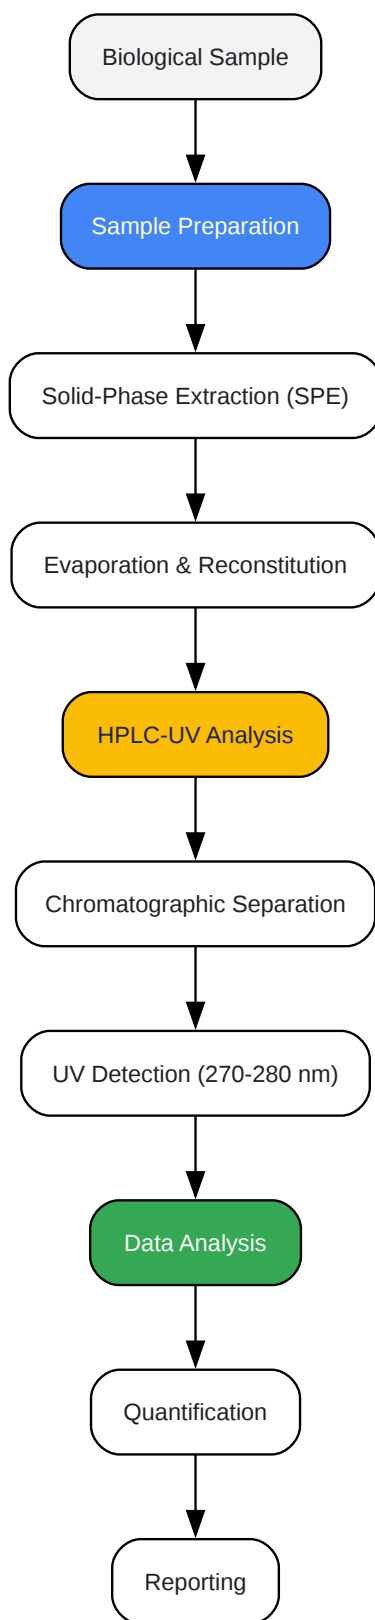 Biological Sample
Sample Preparation
Solid-Phase Extraction (SPE)
Evaporation & Reconstitution
HPLC-UV Analysis
Chromatographic Separation
UV Detection (270-280 nm)
Data Analysis
Quantification
Reporting